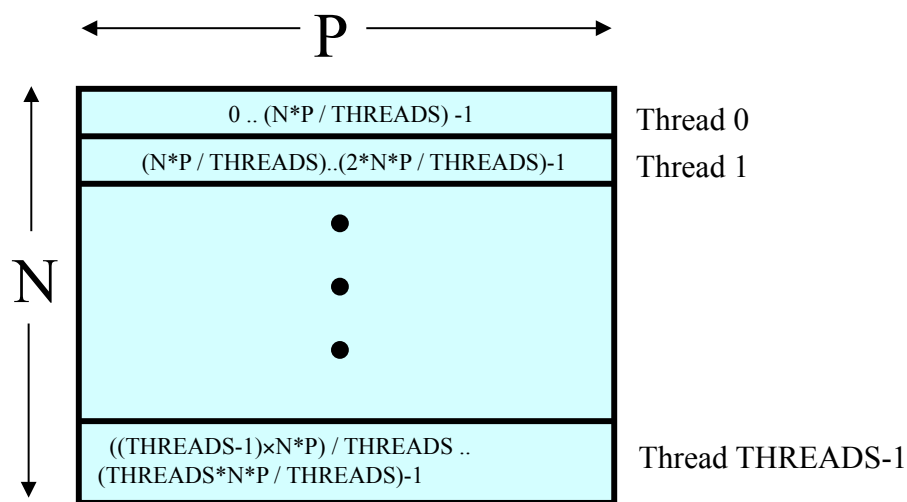 P
0 .. (N*P / THREADS) -1
Thread 0
(N*P / THREADS)..(2*N*P / THREADS)-1
Thread 1
N
((THREADS-1)×N*P) / THREADS ..
(THREADS*N*P / THREADS)-1
Thread THREADS-1